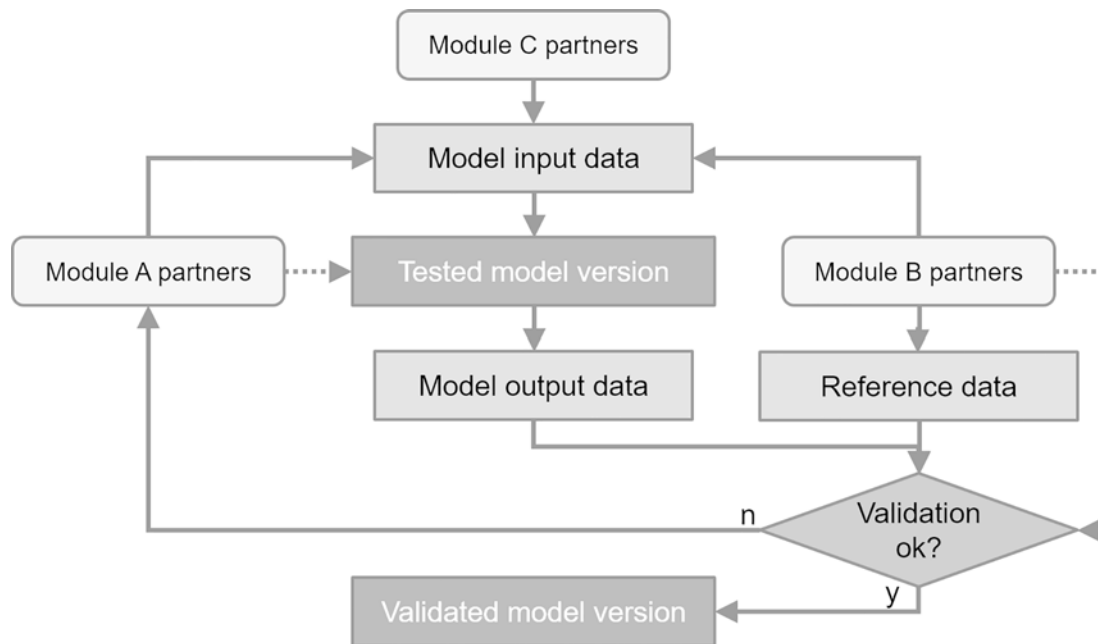 Module C partners
Model input data
Module A partners
Tested model version
Module B partners
Model output data
Reference data
n
Validation
ok?
y
Validated model version